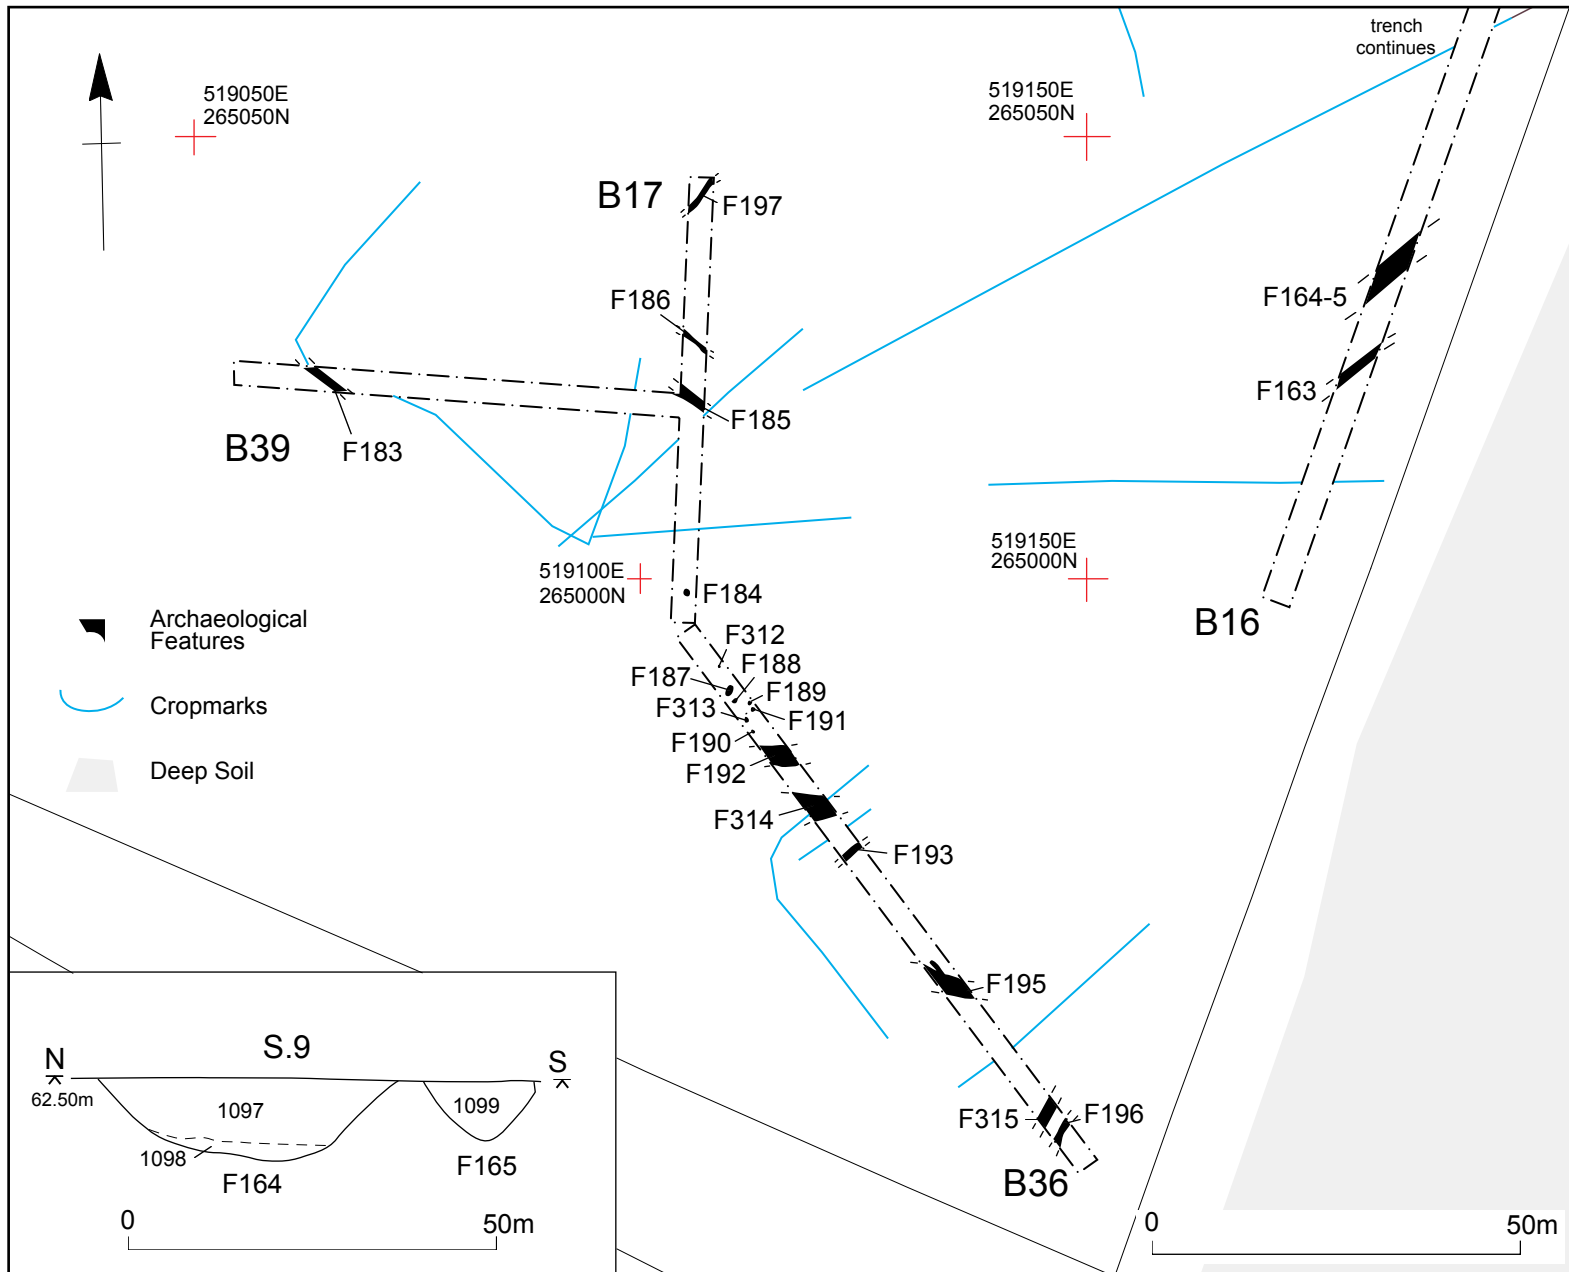 trench
continues
519050E
265050N
519150E
265050N
B17
F197
F186
F164-5
F163
F185
B39
F183
519100E
265000N
519150E
265000N
F184
B16
Archaeological
Features
Cropmarks
Deep Soil
F312
F188
F187
F189
F313
F191
F190
F192
F314
F193
F195
F315
F196
B36
S.9
N
S
62.50m
1097
1099
1098
F164
F165
0
50m
0
50m